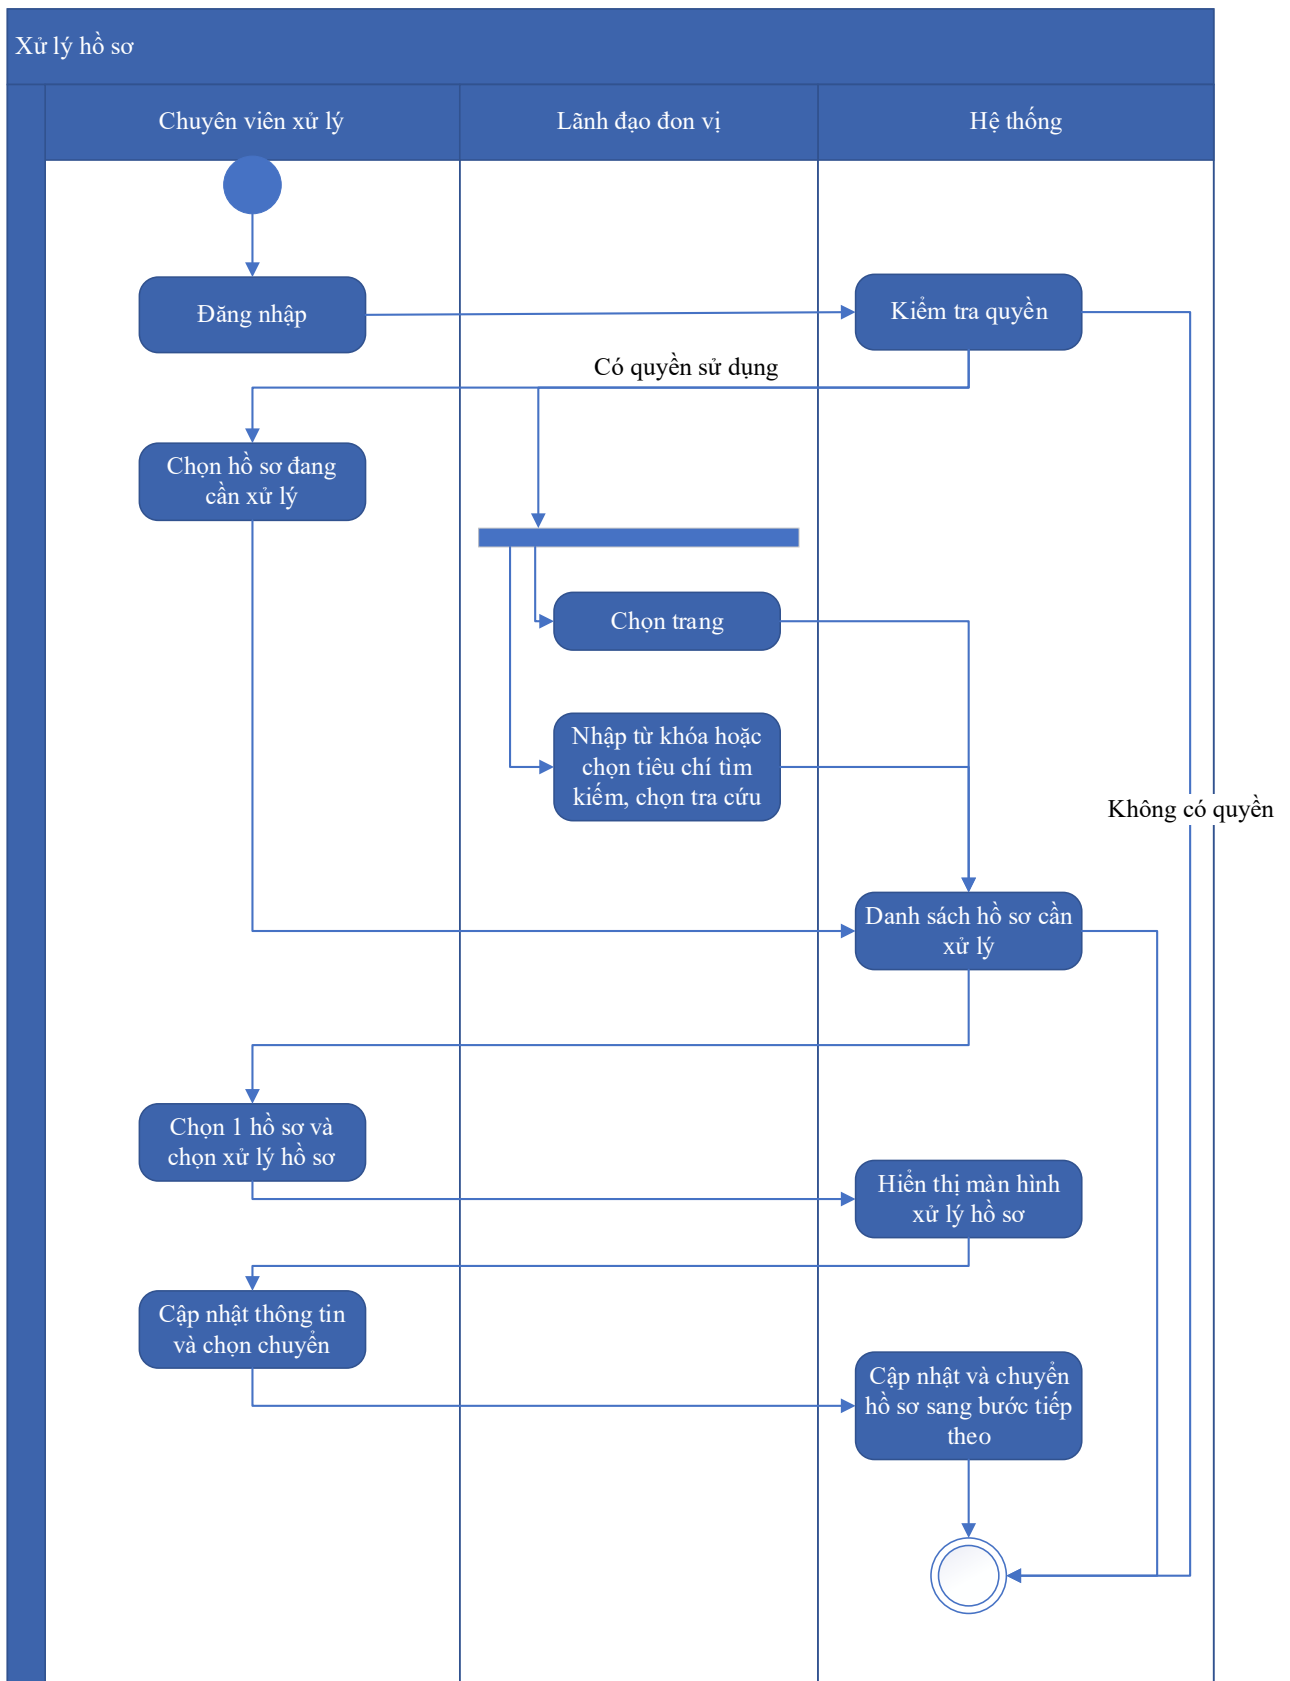 Xử lý hồ sơ
Chuyên viên xử lý
Lãnh đạo đon vị
Hệ thống
Đăng nhập
Kiểm tra quyền
Có quyền sử dụng
Chọn hồ sơ đang
cần xử lý
Chọn trang
Nhập từ khóa hoặc
chọn tiêu chí tìm
kiếm, chọn tra cứu
Không có quyền
Danh sách hồ sơ cần
xử lý
Chọn 1 hồ sơ và
chọn xử lý hồ sơ
Hiển thị màn hình
xử lý hồ sơ
Cập nhật thông tin
và chọn chuyển
Cập nhật và chuyển
hồ sơ sang bước tiếp
theo